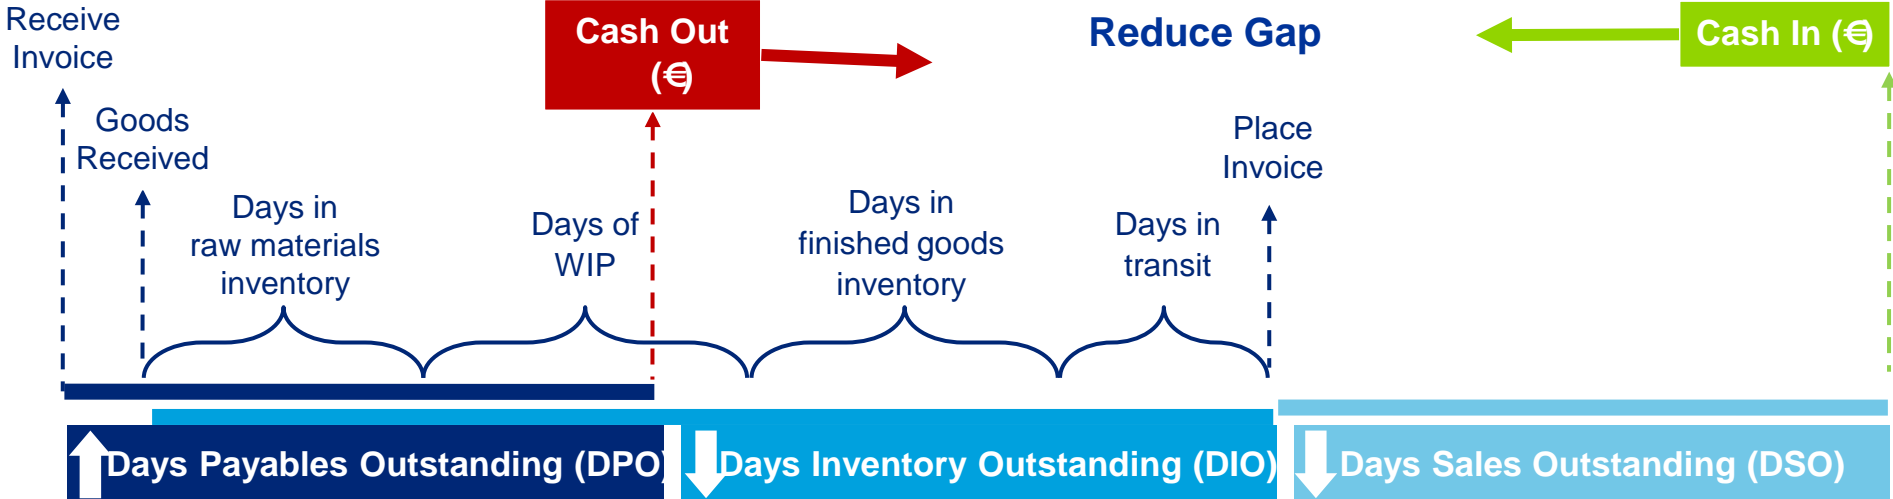 Receive
Invoice
Cash Out
(€)
Reduce Gap
Cash In (€)
Goods
Received
Place
Invoice
Days in
raw materials
inventory
Days of
WIP
Days in
finished goods
inventory
Days in
transit
Days Payables Outstanding (DPO)
Days Inventory Outstanding (DIO)
Days Sales Outstanding (DSO)